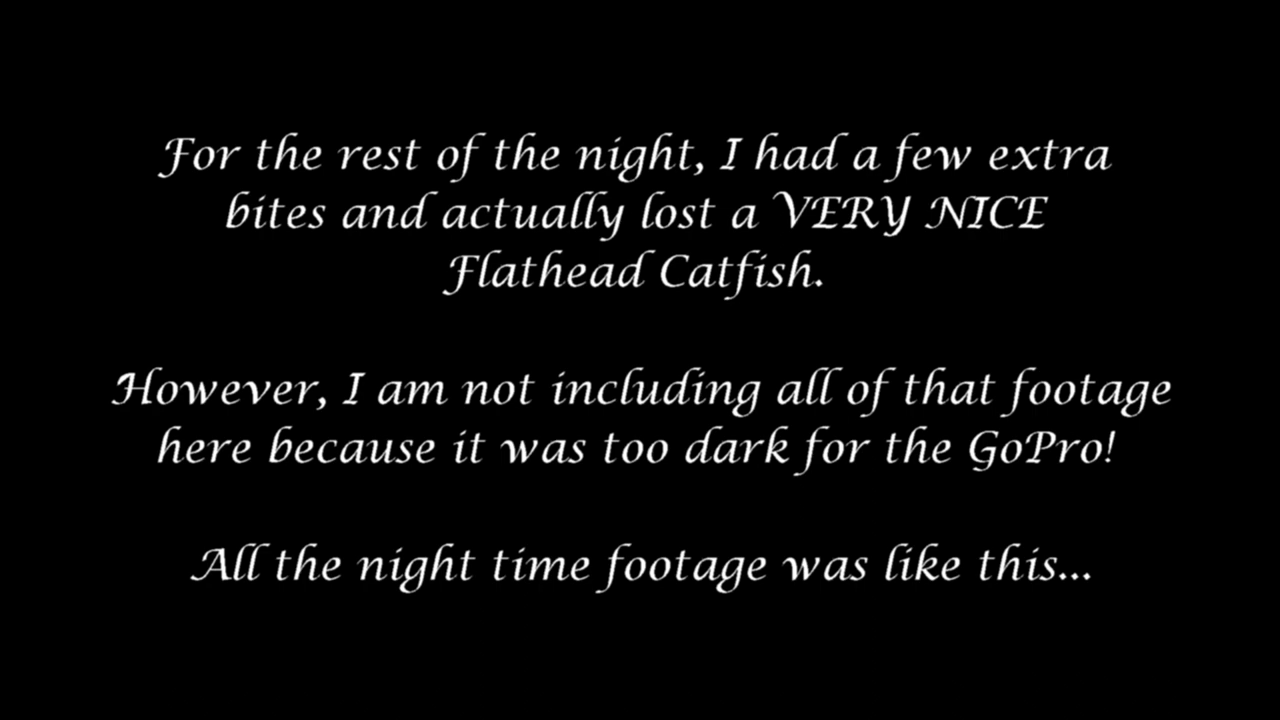 For the rest of the night, I had a few extra
bites and actually lost a VERY NICE
Flathead Catfish.
However, I am not including all of that footage
here because it was too dark for the GoPro!
All the night time footage was like this...